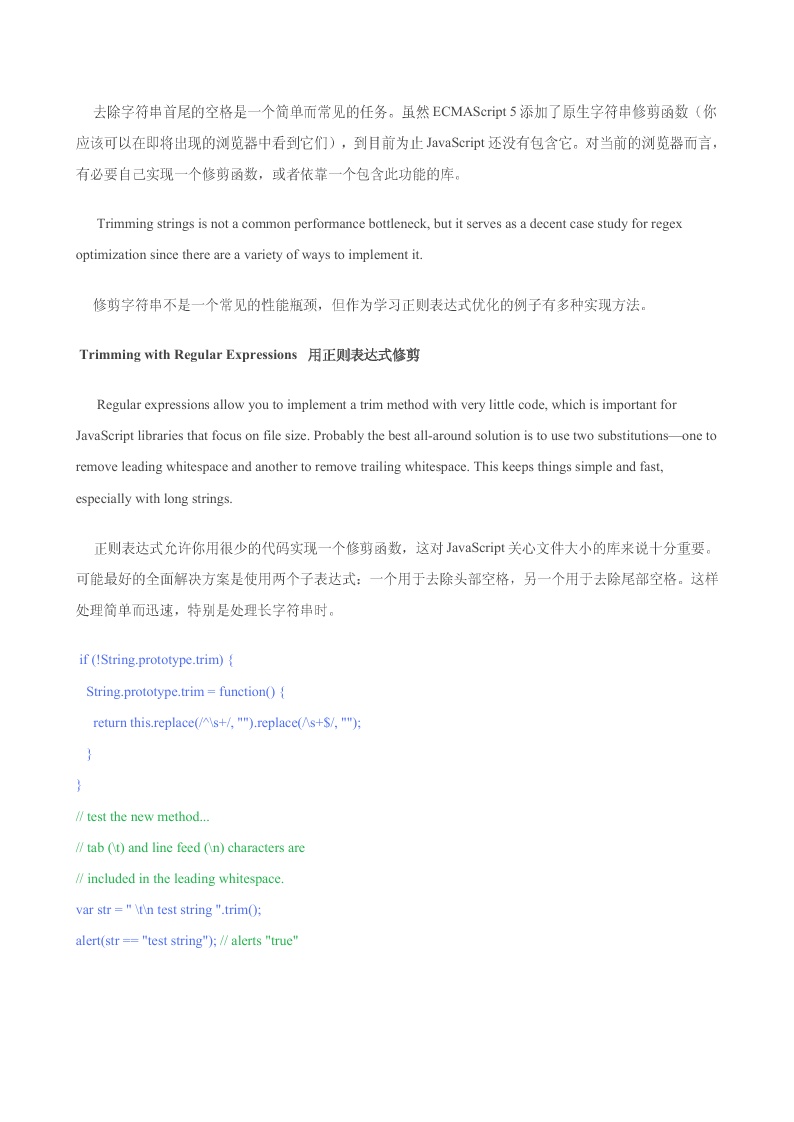 去除字符串首尾的空格是一个简单而常见的任务。虽然 ECMAScript 5 添加了原生字符串修剪函数（你
应该可以在即将出现的浏览器中看到它们），到目前为止 JavaScript 还没有包含它。对当前的浏览器而言，
有必要自己实现一个修剪函数，或者依靠一个包含此功能的库。
Trimming strings is not a common performance bottleneck, but it serves as a decent case study for regex
optimization since there are a variety of ways to implement it.
修剪字符串不是一个常见的性能瓶颈，但作为学习正则表达式优化的例子有多种实现方法。
Trimming with Regular Expressions 用正则表达式修剪
Regular expressions allow you to implement a trim method with very little code, which is important for
JavaScript libraries that focus on file size. Probably the best all-around solution is to use two substitutions—one to
remove leading whitespace and another to remove trailing whitespace. This keeps things simple and fast,
especially with long strings.
正则表达式允许你用很少的代码实现一个修剪函数，这对 JavaScript 关心文件大小的库来说十分重要。
可能最好的全面解决方案是使用两个子表达式：一个用于去除头部空格，另一个用于去除尾部空格。这样
处理简单而迅速，特别是处理长字符串时。
if (!String.prototype.trim) {
String.prototype.trim = function() {
return this.replace(/^\s+/, "").replace(/\s+$/, "");
}
}
// test the new method...
// tab (\t) and line feed (\n) characters are
// included in the leading whitespace.
var str = " \t\n test string ".trim();
alert(str == "test string"); // alerts "true"